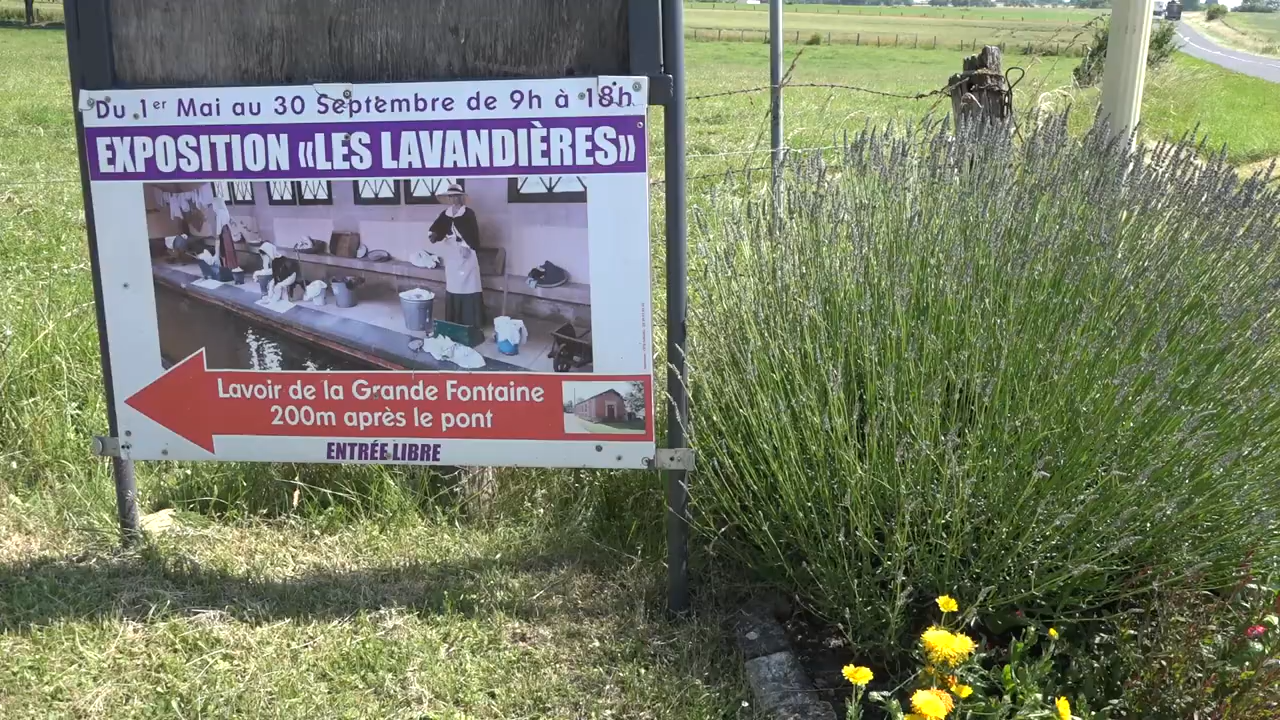 Du 1er Mai au 30 Septembre de 9h à 18h
EXPOSITION «LES LAVANDIÈRES»
Lavoir de la Grande Fontaine
200m après le pont
ENTRÉE LIBRE